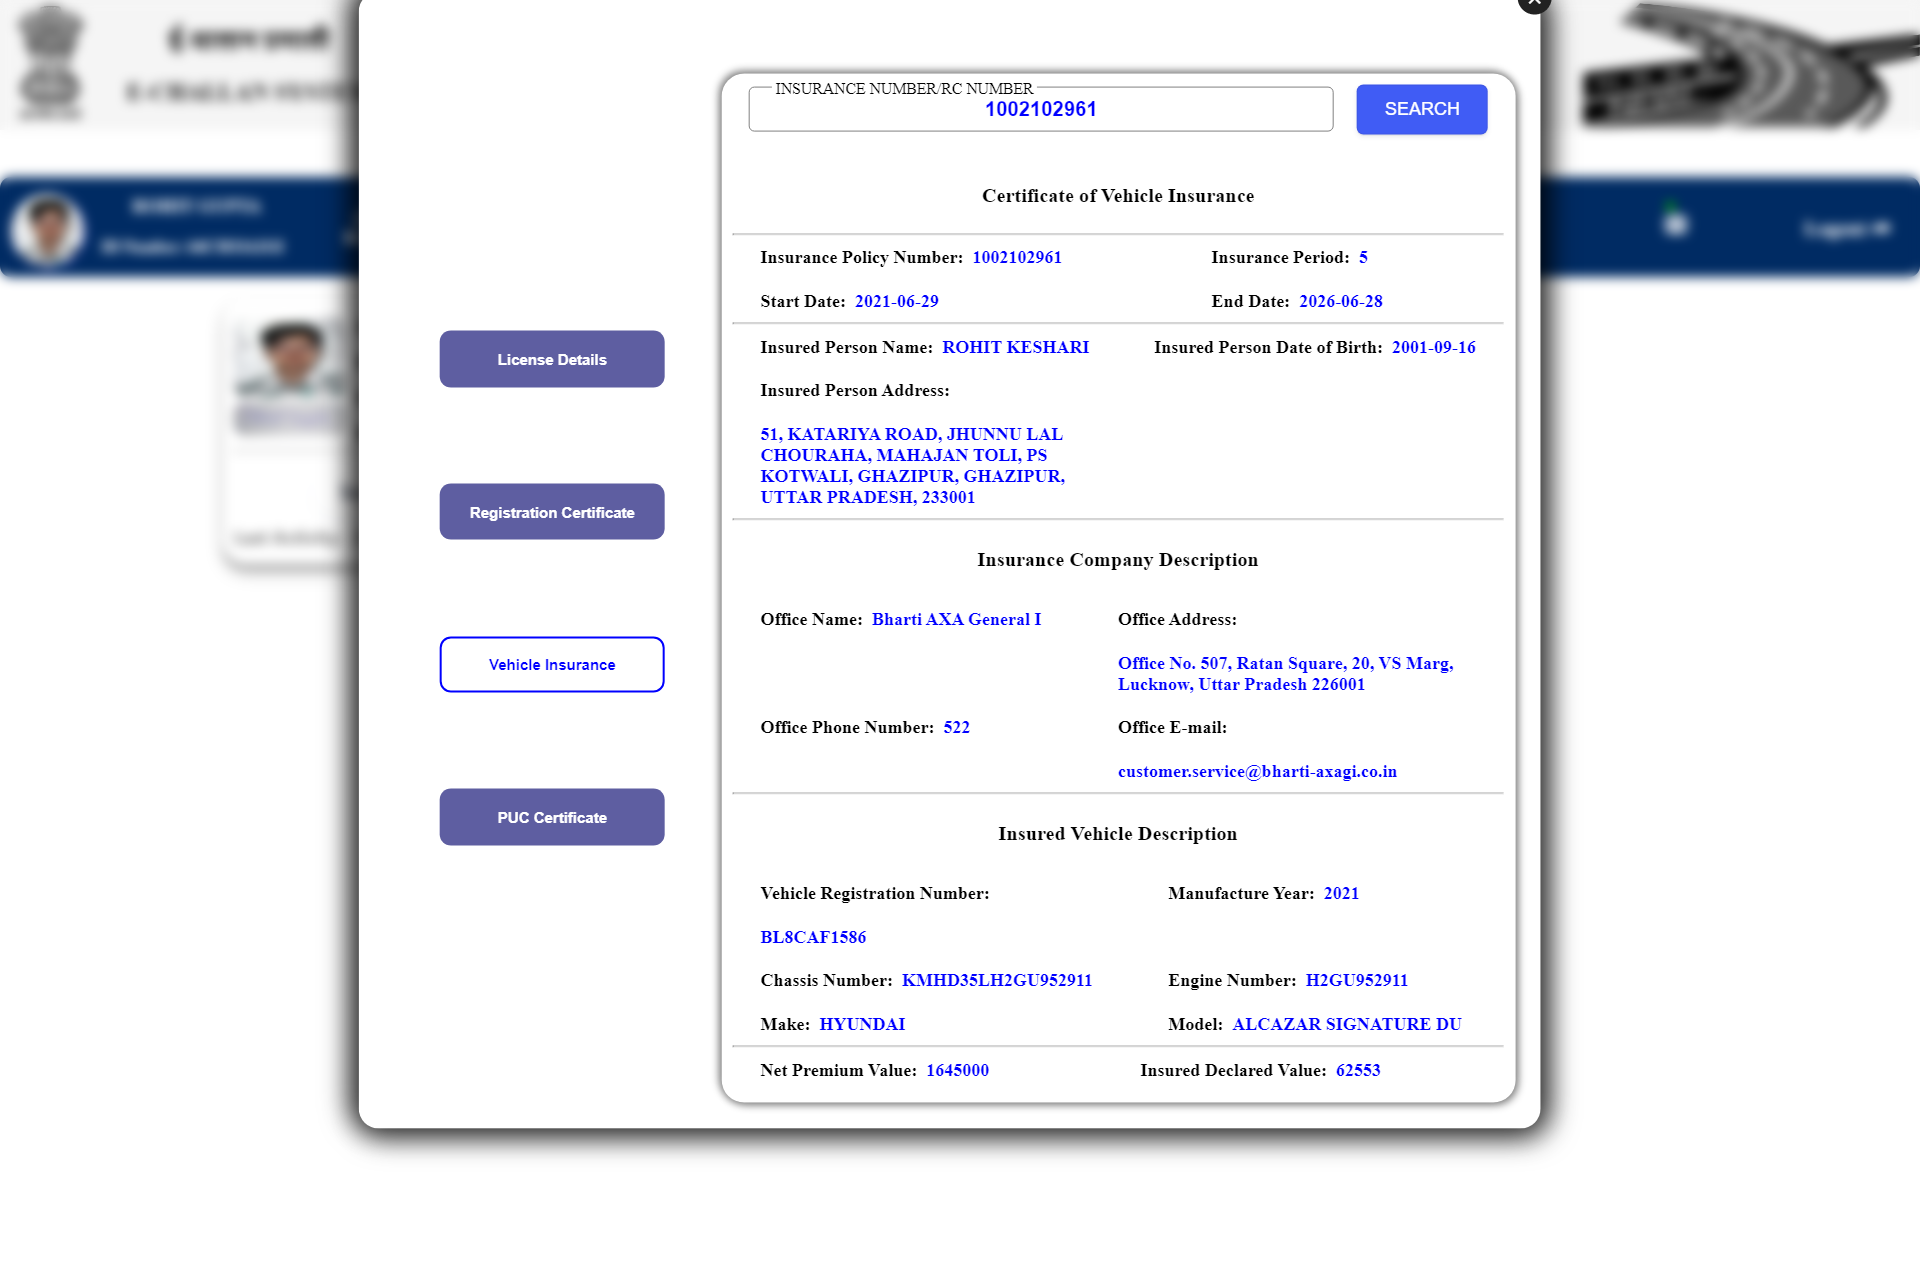 INSURANCE NUMBER/RC NUMBER
1002102961
SEARCH
Certificate of Vehicle Insurance
Insurance Policy Number: 1002102961 Insurance Period: 5
Start Date: 2021-06-29 End Date: 2026-06-28
Insured Person Name: ROHIT KESHARI Insured Person Date of Birth: 2001-09-16
Insured Person Address:
51, KATARIYA ROAD, JHUNNU LAL
CHOURAHA, MAHAJAN TOLI, PS
KOTWALI, GHAZIPUR, GHAZIPUR,
UTTAR PRADESH, 233001
Insurance Company Description
Office Name: Bharti AXA General I Office Address:
Office No. 507, Ratan Square, 20, VS Marg,
Lucknow, Uttar Pradesh 226001
Office Phone Number: 522 Office E-mail:
customer.service@bharti-axagi.co.in
Insured Vehicle Description
Vehicle Registration Number: Manufacture Year: 2021
BL8CAF1586
Chassis Number: KMHD35LH2GU952911 Engine Number: H2GU952911
Make: HYUNDAI Model: ALCAZAR SIGNATURE DU
Net Premium Value: 1645000 Insured Declared Value: 62553
License Details
Registration Certificate
Vehicle Insurance
PUC Certificate
E-CHALLAN
Logout